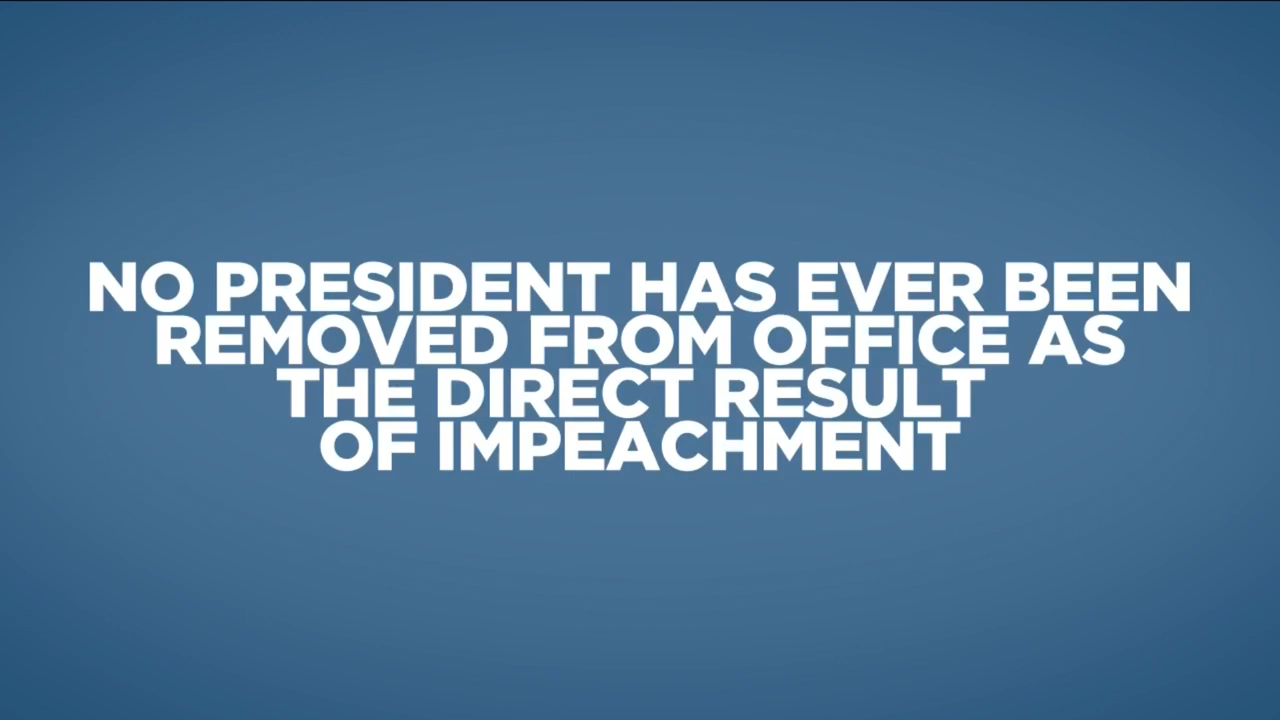 NO PRESIDENT HAS EVER BEEN
REMOVED FROM OFFICE AS
THE DIRECT RESULT
OF IMPEACHMENT